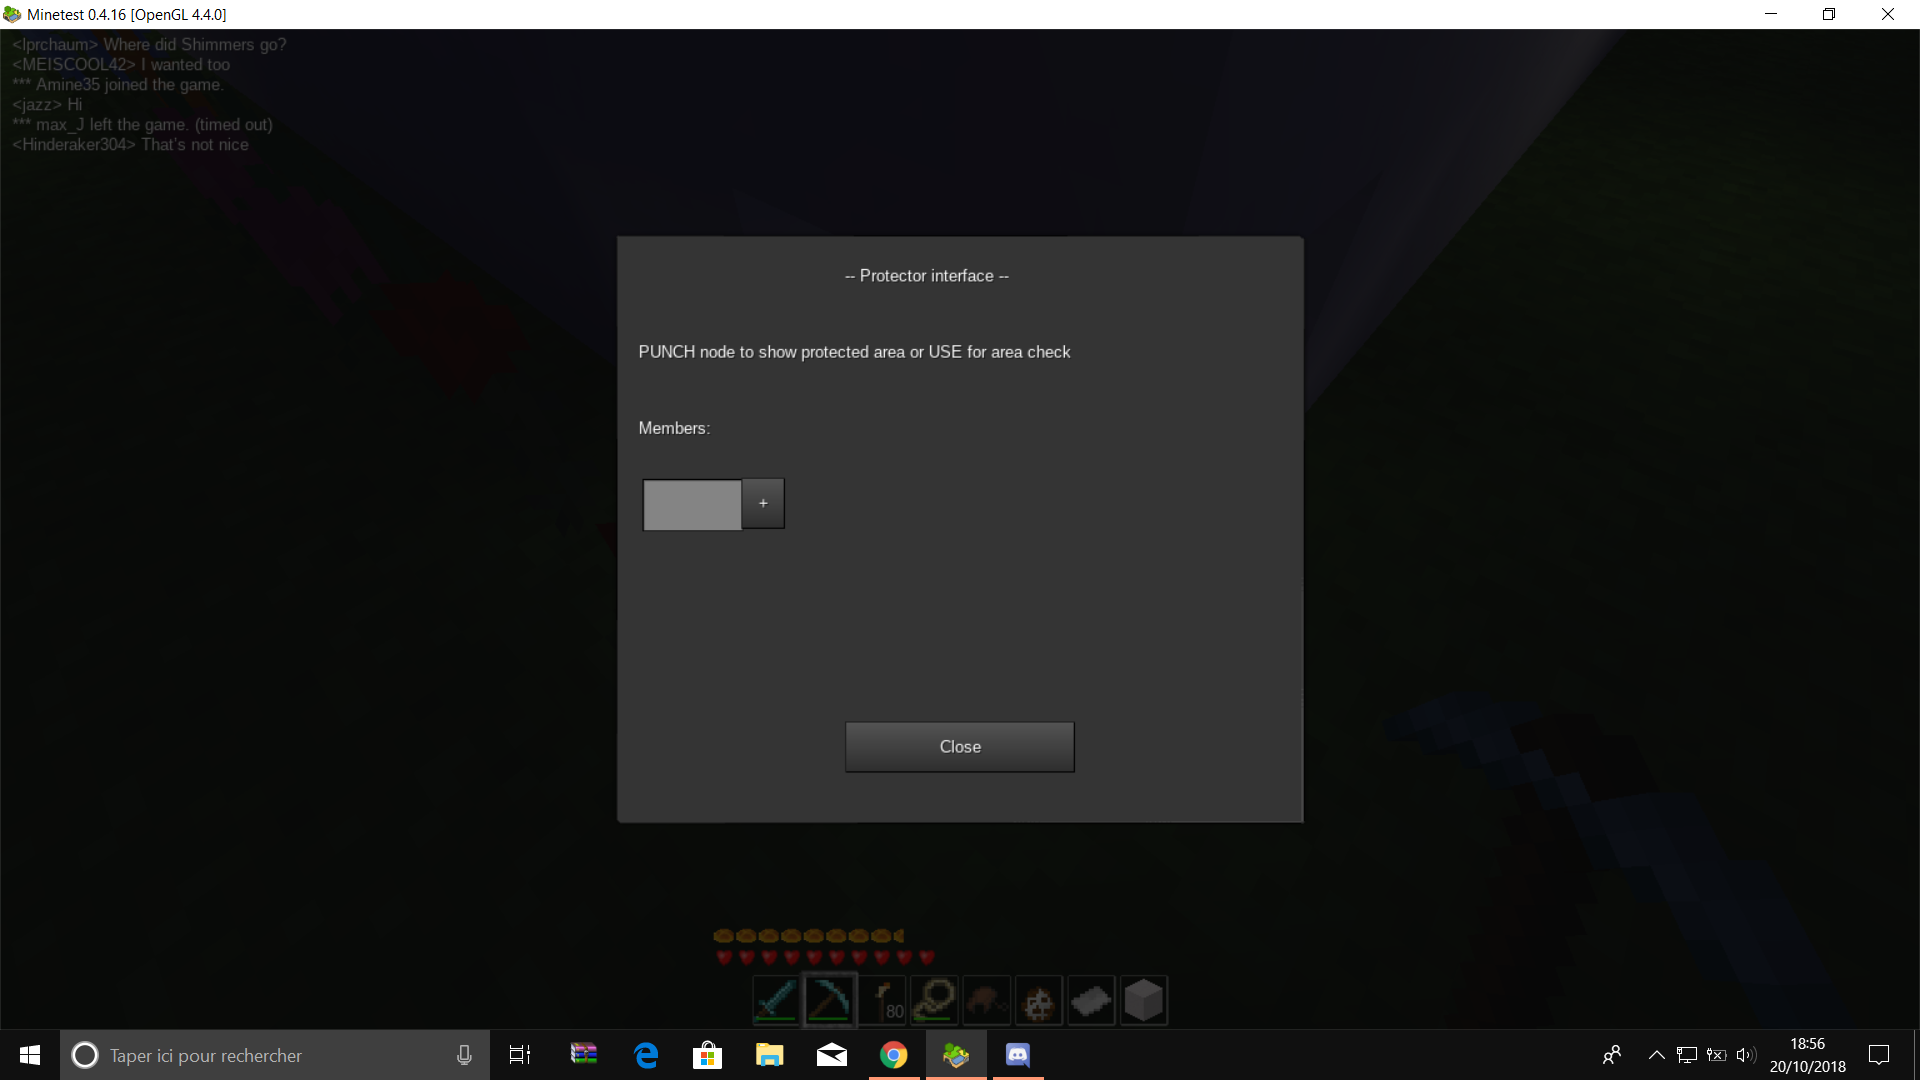 Minetest 0.4.16 [OpenGL 4.4.0]
<lprchaum> Where did Shimmers go?
<MEISCOOL42> I wanted too
*** Amine35 joined the game.
<jazz> Hi
*** max_J left the game. (timed out)
<Hinderaker304> That's not nice
-- Protector interface --
PUNCH node to show protected area or USE for area check
Members:
+
Close
80
Taper ici pour rechercher
18:56
20/10/2018